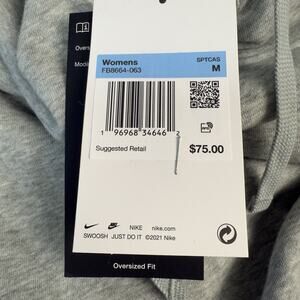 Overs
Mode
Womens SPTCAS
FB8664-063 M
1 96968 34646 2
Suggested Retail
$75.00
NIKE nike.com
SWOOSH JUST DO IT ©2021 Nike
Oversized Fit